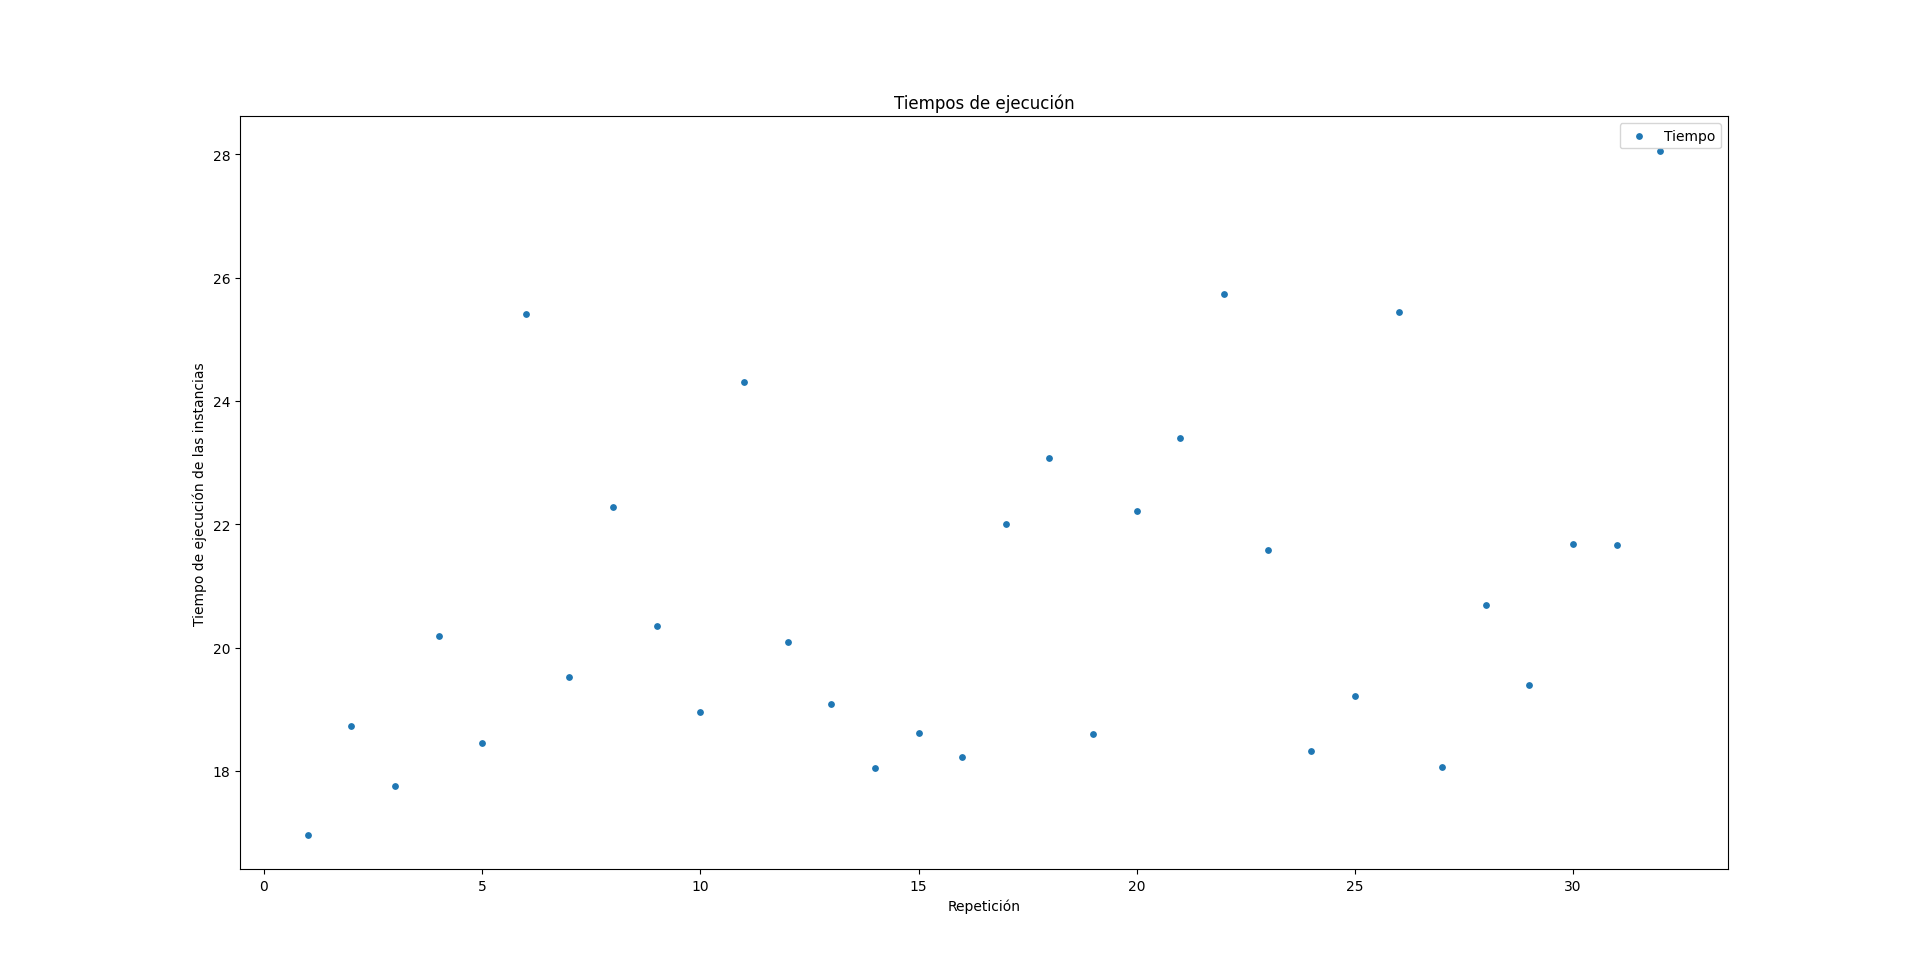 Tiempos de ejecución
Tiempo
28
26
24
22
20
18
Tiempo de ejecución de las instancias
0 5 10 15 20 25 30
Repetición